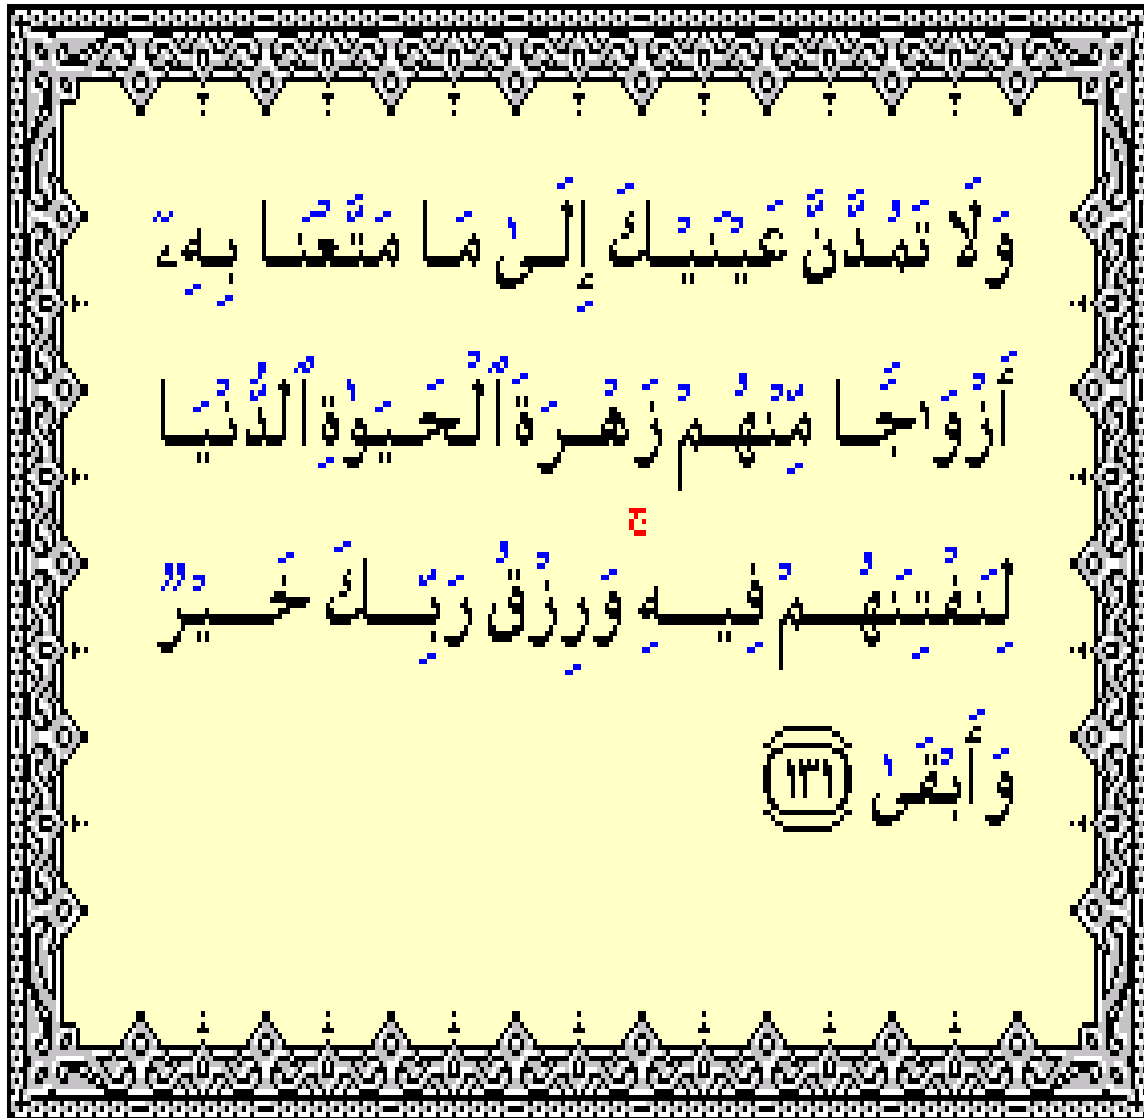 وَلَا تَمُدَّنَّ عَيْنَيْكَ إِلَىٰ مَا مَتَّعْنَا بِهِۦٓ
أَزْوَٰجًا مِّنْهُمْ زَهْرَةَ ٱلْحَيَوٰةِ ٱلدُّنْيَا
لِنَفْتِنَهُمْ فِيهِ ۚ وَرِزْقُ رَبِّكَ خَيْرٌ
وَأَبْقَىٰ ١٣١